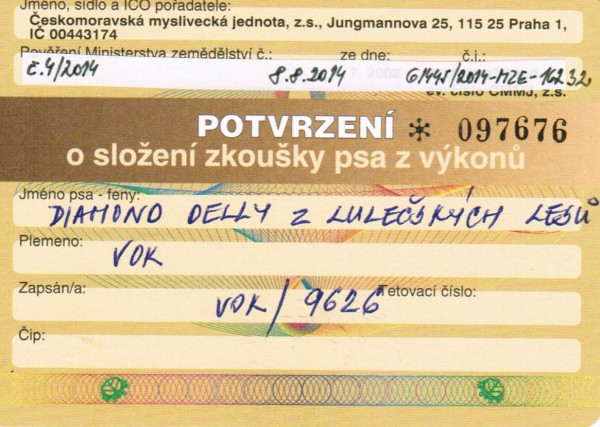 Jméno, sídlo a IČO pořadatele:
Českomoravská myslivecká jednota, z.s., Jungmannova 25, 115 25 Praha 1,
IČ 00443174
Pověření Ministerstva zemědělství č.: ze dne: č.j.:
č.4/2014 8.8.2014 61445/2014-MZE-16232
ev. číslo ČMMJ, z.s.
POTVRZENÍ * 097676
o složení zkoušky psa z výkonů
Jméno psa - feny:
DIAMOND DELLY Z LULEČSKÝCH LESŮ
Plemeno:
VOK
Zapsán/a: Tetovací číslo:
VOK/9626
Čip: